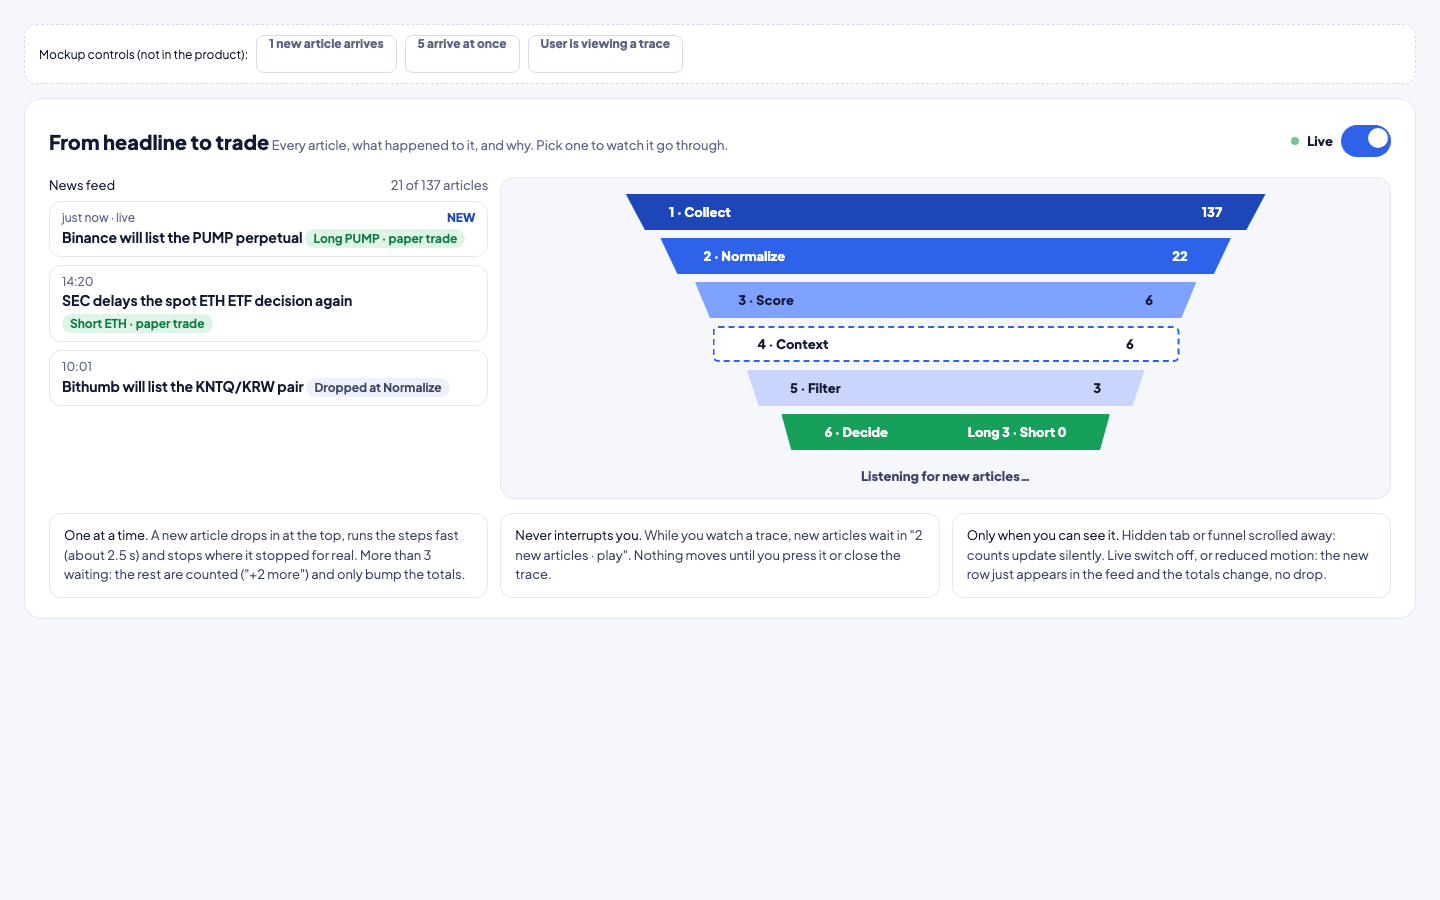 Mockup controls (not in the product): 1 new article arrives 5 arrive at once User is viewing a trace
From headline to trade Every article, what happened to it, and why. Pick one to watch it go through.
Live
News feed 21 of 137 articles
just now · live NEW
Binance will list the PUMP perpetual Long PUMP · paper trade
14:20
SEC delays the spot ETH ETF decision again
Short ETH · paper trade
10:01
Bithumb will list the KNTQ/KRW pair Dropped at Normalize
1 · Collect 137
2 · Normalize 22
3 · Score 6
4 · Context 6
5 · Filter 3
6 · Decide Long 3 · Short 0
Listening for new articles…
One at a time. A new article drops in at the top, runs the steps fast
(about 2.5 s) and stops where it stopped for real. More than 3
waiting: the rest are counted ("+2 more") and only bump the totals.
Never interrupts you. While you watch a trace, new articles wait in "2
new articles · play". Nothing moves until you press it or close the
trace.
Only when you can see it. Hidden tab or funnel scrolled away:
counts update silently. Live switch off, or reduced motion: the new
row just appears in the feed and the totals change, no drop.